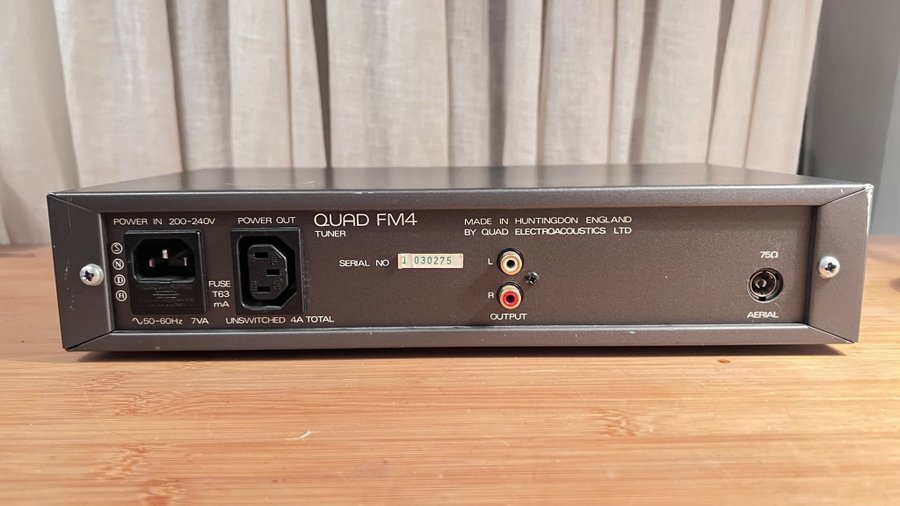 POWER IN 200-240V
POWER OUT
QUAD FM4
TUNER
MADE IN HUNTINGDON ENGLAND
BY QUAD ELECTROACOUSTICS LTD
SERIAL NO 1 030275
S
N
D
FI
FUSE
T63
mA
L
R
OUTPUT
75Ω
AERIAL
∿50-60Hz 7VA
UNSWITCHED 4A TOTAL